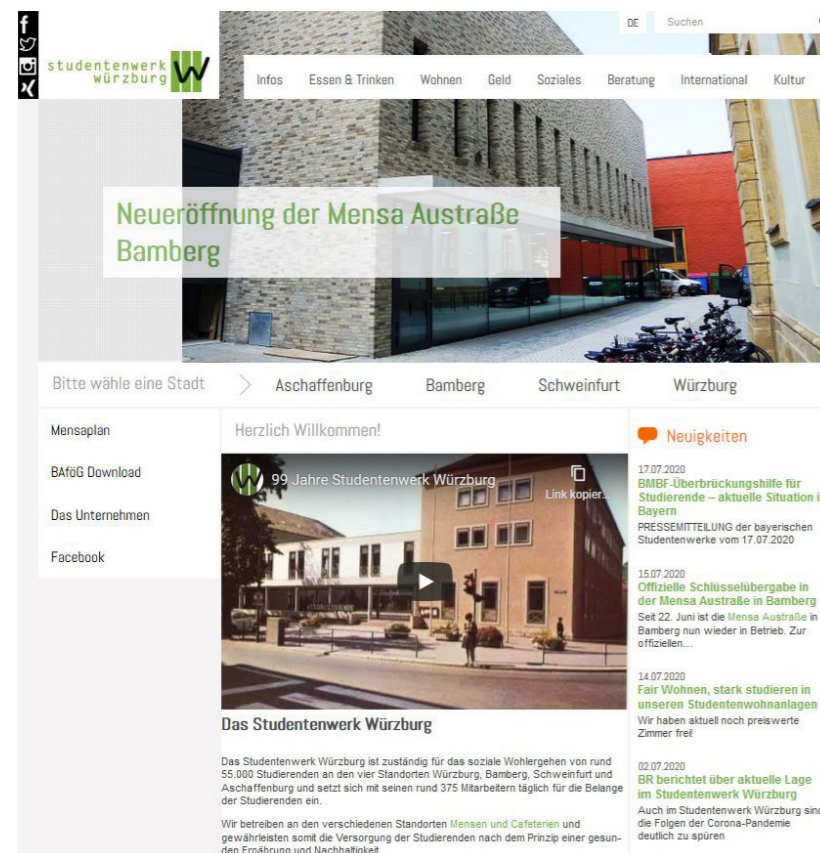 DE
Suchen
studentenwerk
würzburg
Infos Essen & Trinken Wohnen Geld Soziales Beratung International Kultur
Neueröffnung der Mensa Austraße
Bamberg
Bitte wähle eine Stadt
Aschaffenburg Bamberg Schweinfurt Würzburg
Mensaplan
BAföG Download
Das Unternehmen
Facebook
Herzlich Willkommen!
99 Jahre Studentenwerk Würzburg
Link kopier...
Das Studentenwerk Würzburg
Das Studentenwerk Würzburg ist zuständig für das soziale Wohlergehen von rund
55.000 Studierenden an den vier Standorten Würzburg, Bamberg, Schweinfurt und
Aschaffenburg und setzt sich mit seinen rund 375 Mitarbeitern täglich für die Belange
der Studierenden ein.
Wir betreiben an den verschiedenen Standorten Mensen und Cafeterien und
gewährleisten somit die Versorgung der Studierenden nach dem Prinzip einer gesun-
den Ernährung und Nachhaltigkeit
Neuigkeiten
17.07.2020
BMBF-Überbrückungshilfe für
Studierende – aktuelle Situation i
Bayern
PRESSEMITTEILUNG der bayerischen
Studentenwerke vom 17.07.2020
15.07.2020
Offizielle Schlüsselübergabe in
der Mensa Austraße in Bamberg
Seit 22. Juni ist die Mensa Austraße in
Bamberg nun wieder in Betrieb. Zur
offiziellen...
14.07.2020
Fair Wohnen, stark studieren in
unseren Studentenwohnanlagen
Wir haben aktuell noch preiswerte
Zimmer frei!
02.07.2020
BR berichtet über aktuelle Lage
im Studentenwerk Würzburg
Auch im Studentenwerk Würzburg sind
die Folgen der Corona-Pandemie
deutlich zu spüren